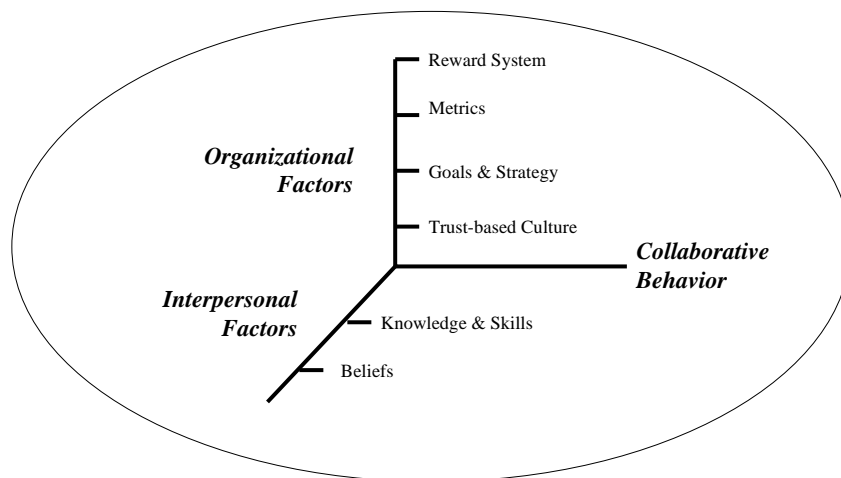 Reward System
Metrics
Organizational
Factors
Goals & Strategy
Trust-based Culture
Collaborative
Behavior
Interpersonal
Factors
Knowledge & Skills
Beliefs